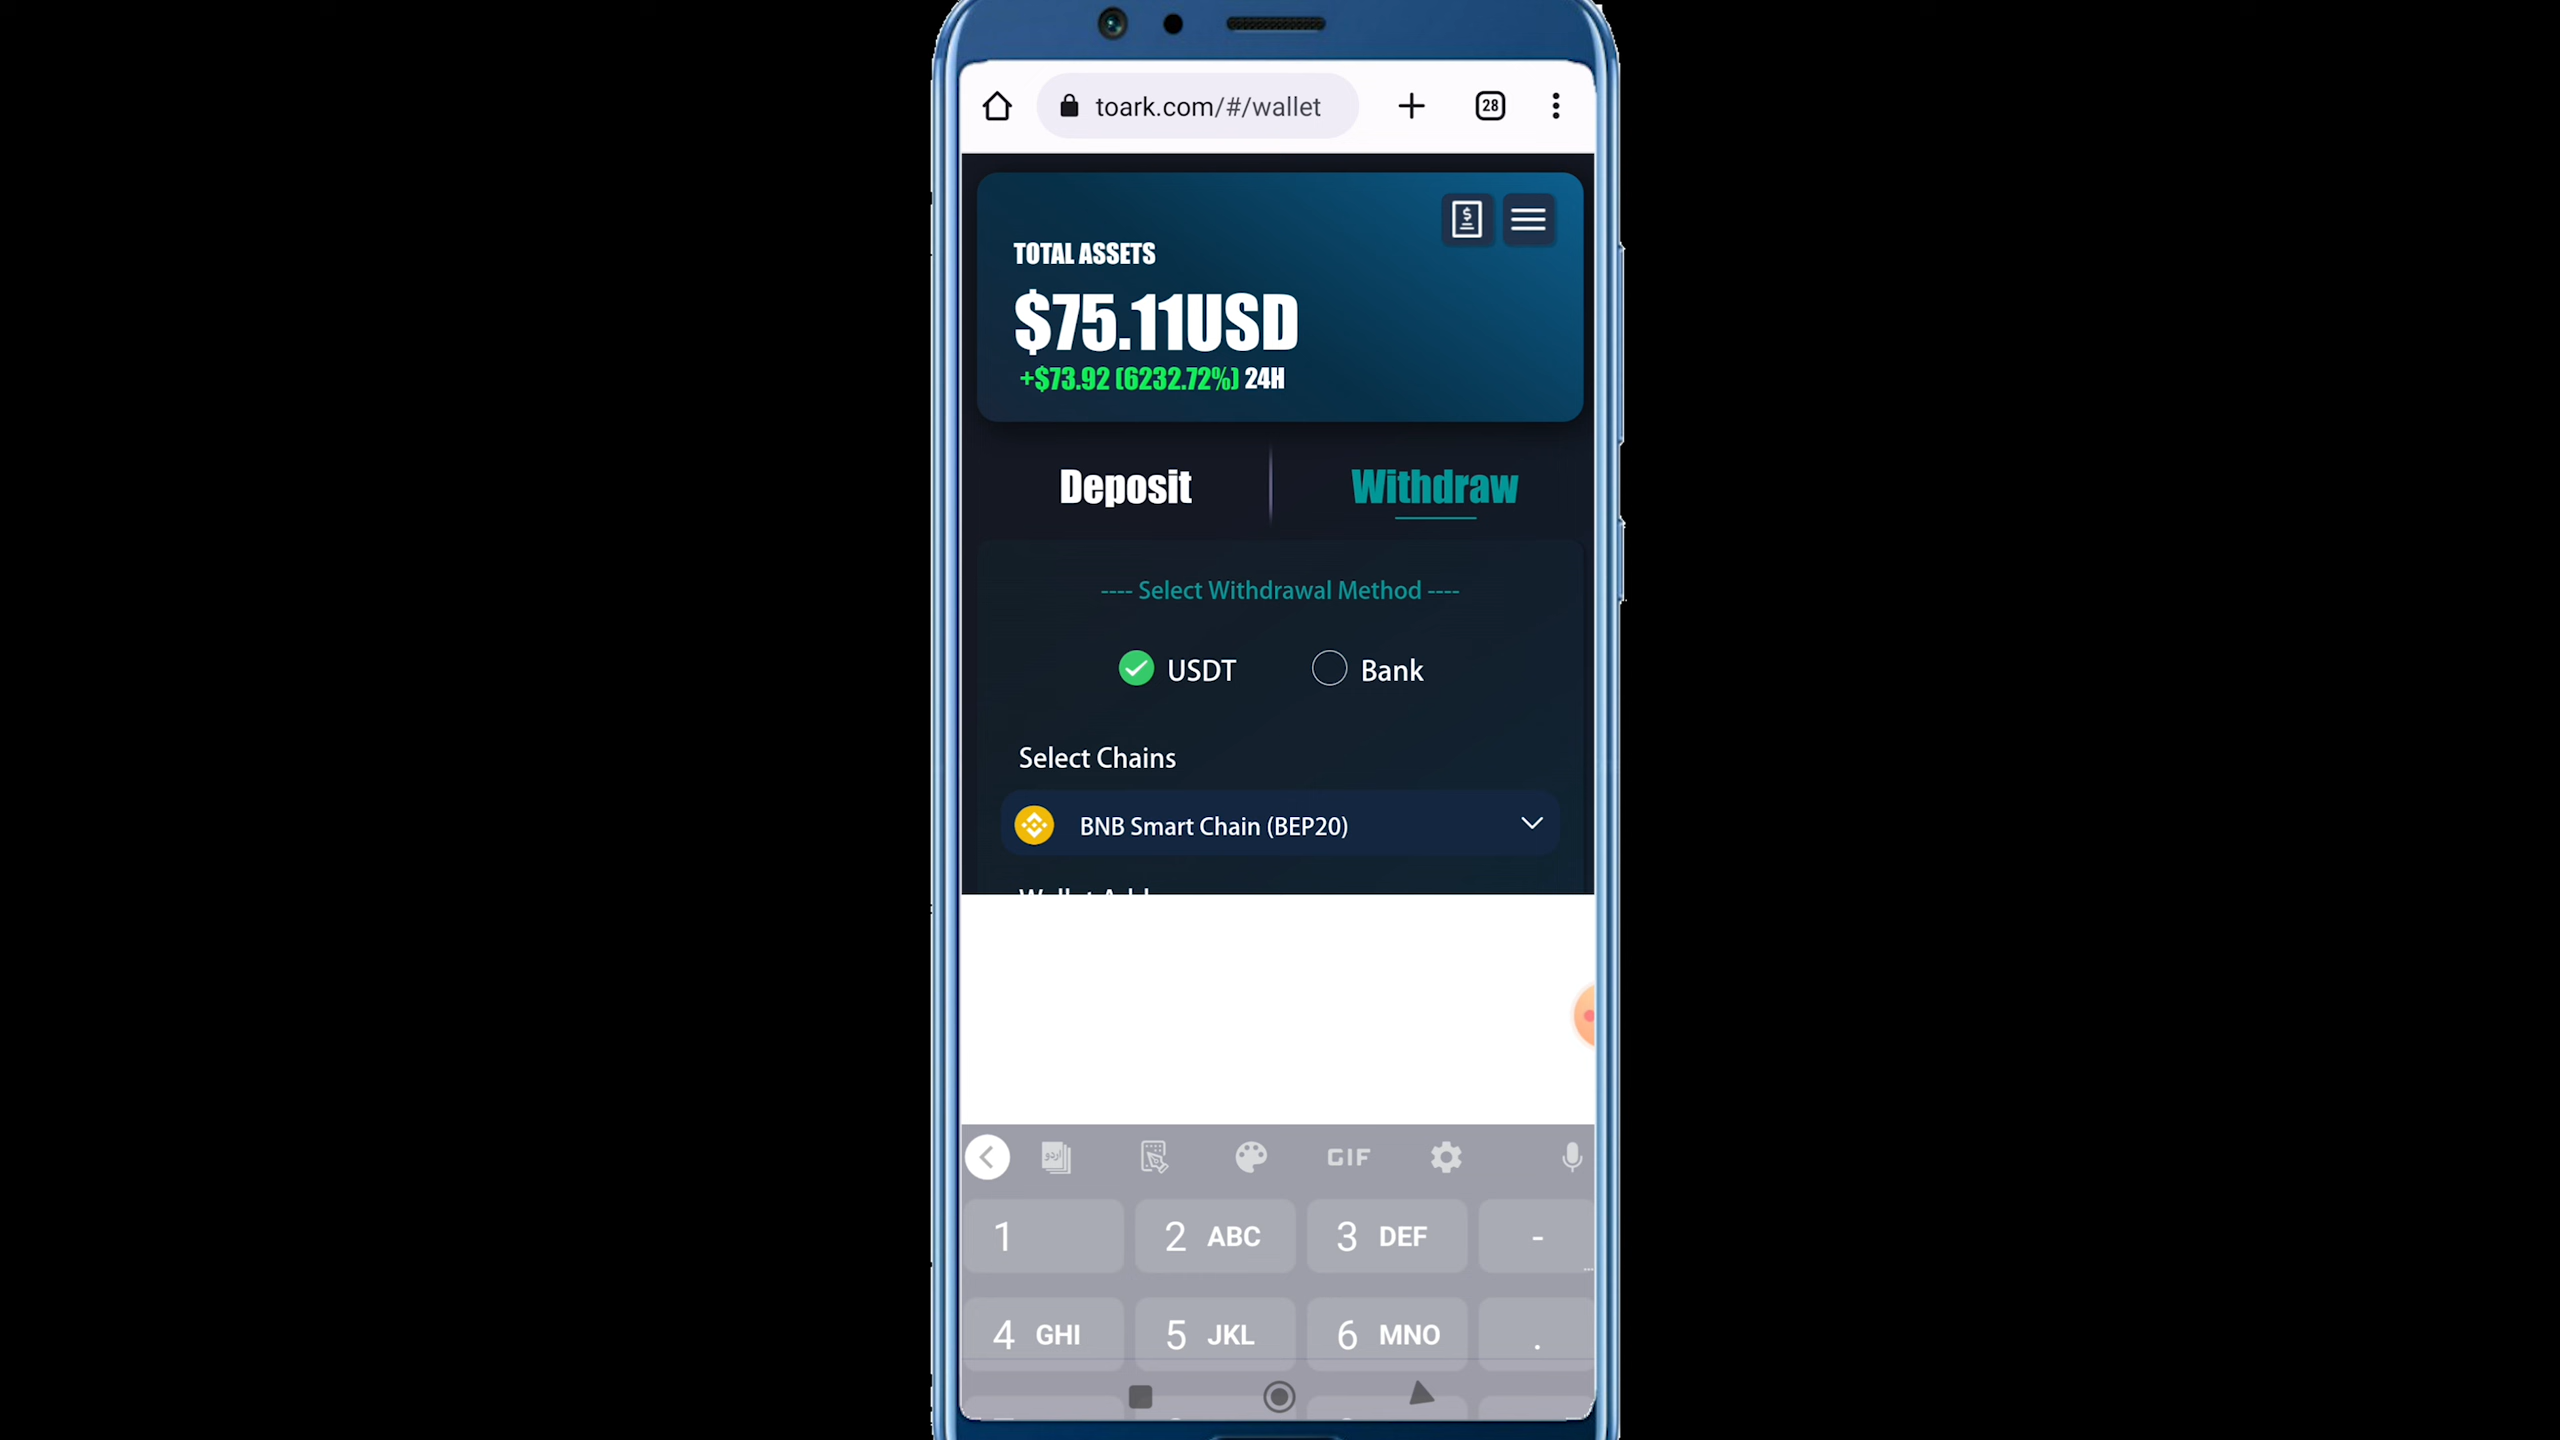 toark.com/#/wallet
28
TOTAL ASSETS
$75.11USD
+$73.92 (6232.72%) 24H
Deposit
Withdraw
---- Select Withdrawal Method ----
USDT
Bank
Select Chains
BNB Smart Chain (BEP20)
اردو
GIF
1
2 ABC
3 DEF
-
4 GHI
5 JKL
6 MNO
.